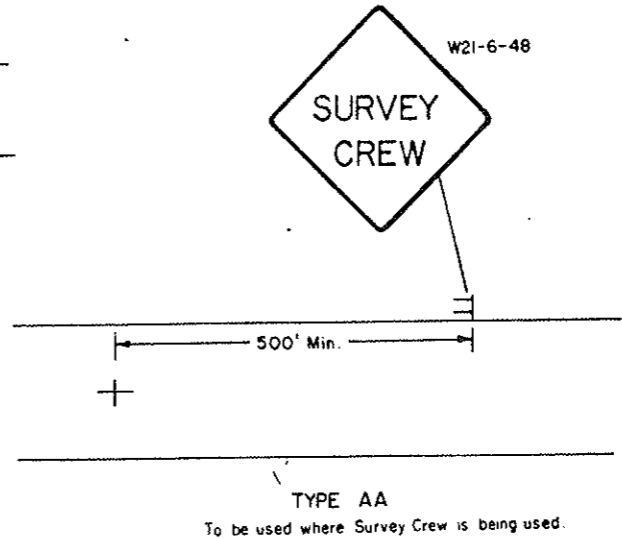 W21-6-48
SURVEY
CREW
500' Min.
TYPE AA
To be used where Survey Crew is being used.